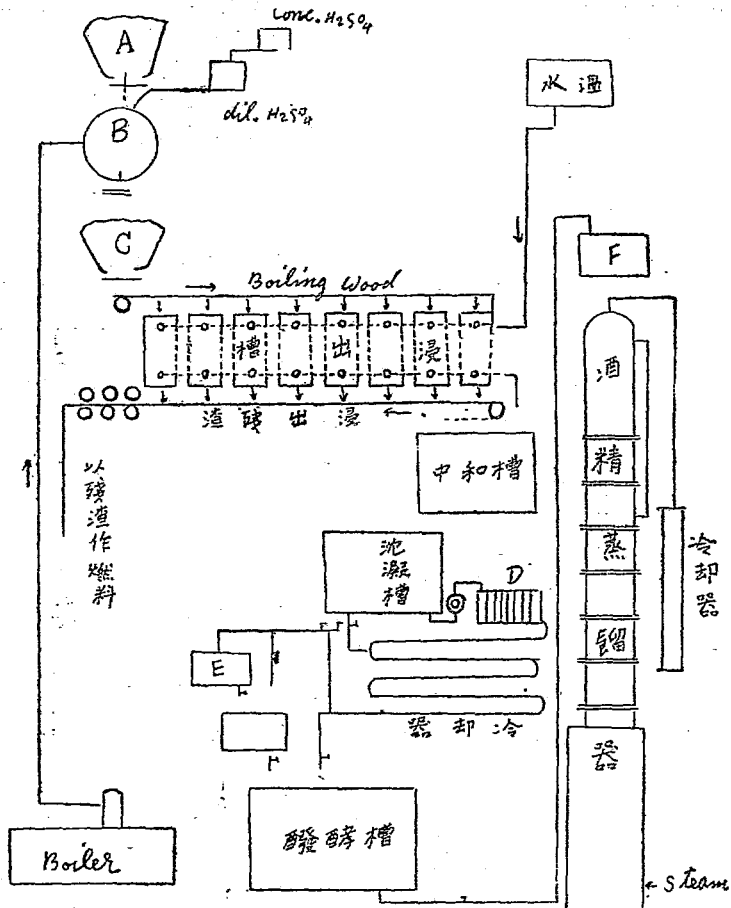 conc. H₂SO₄
A
dil. H₂SO₄
B
水温
C
F
Boiling Wood
浸出槽
浸出残渣
酒精蒸餾器
中和槽
以殘渣作燃料
沈澱槽
D
冷却器
E
冷却器
醱酵槽
Boiler
Steam